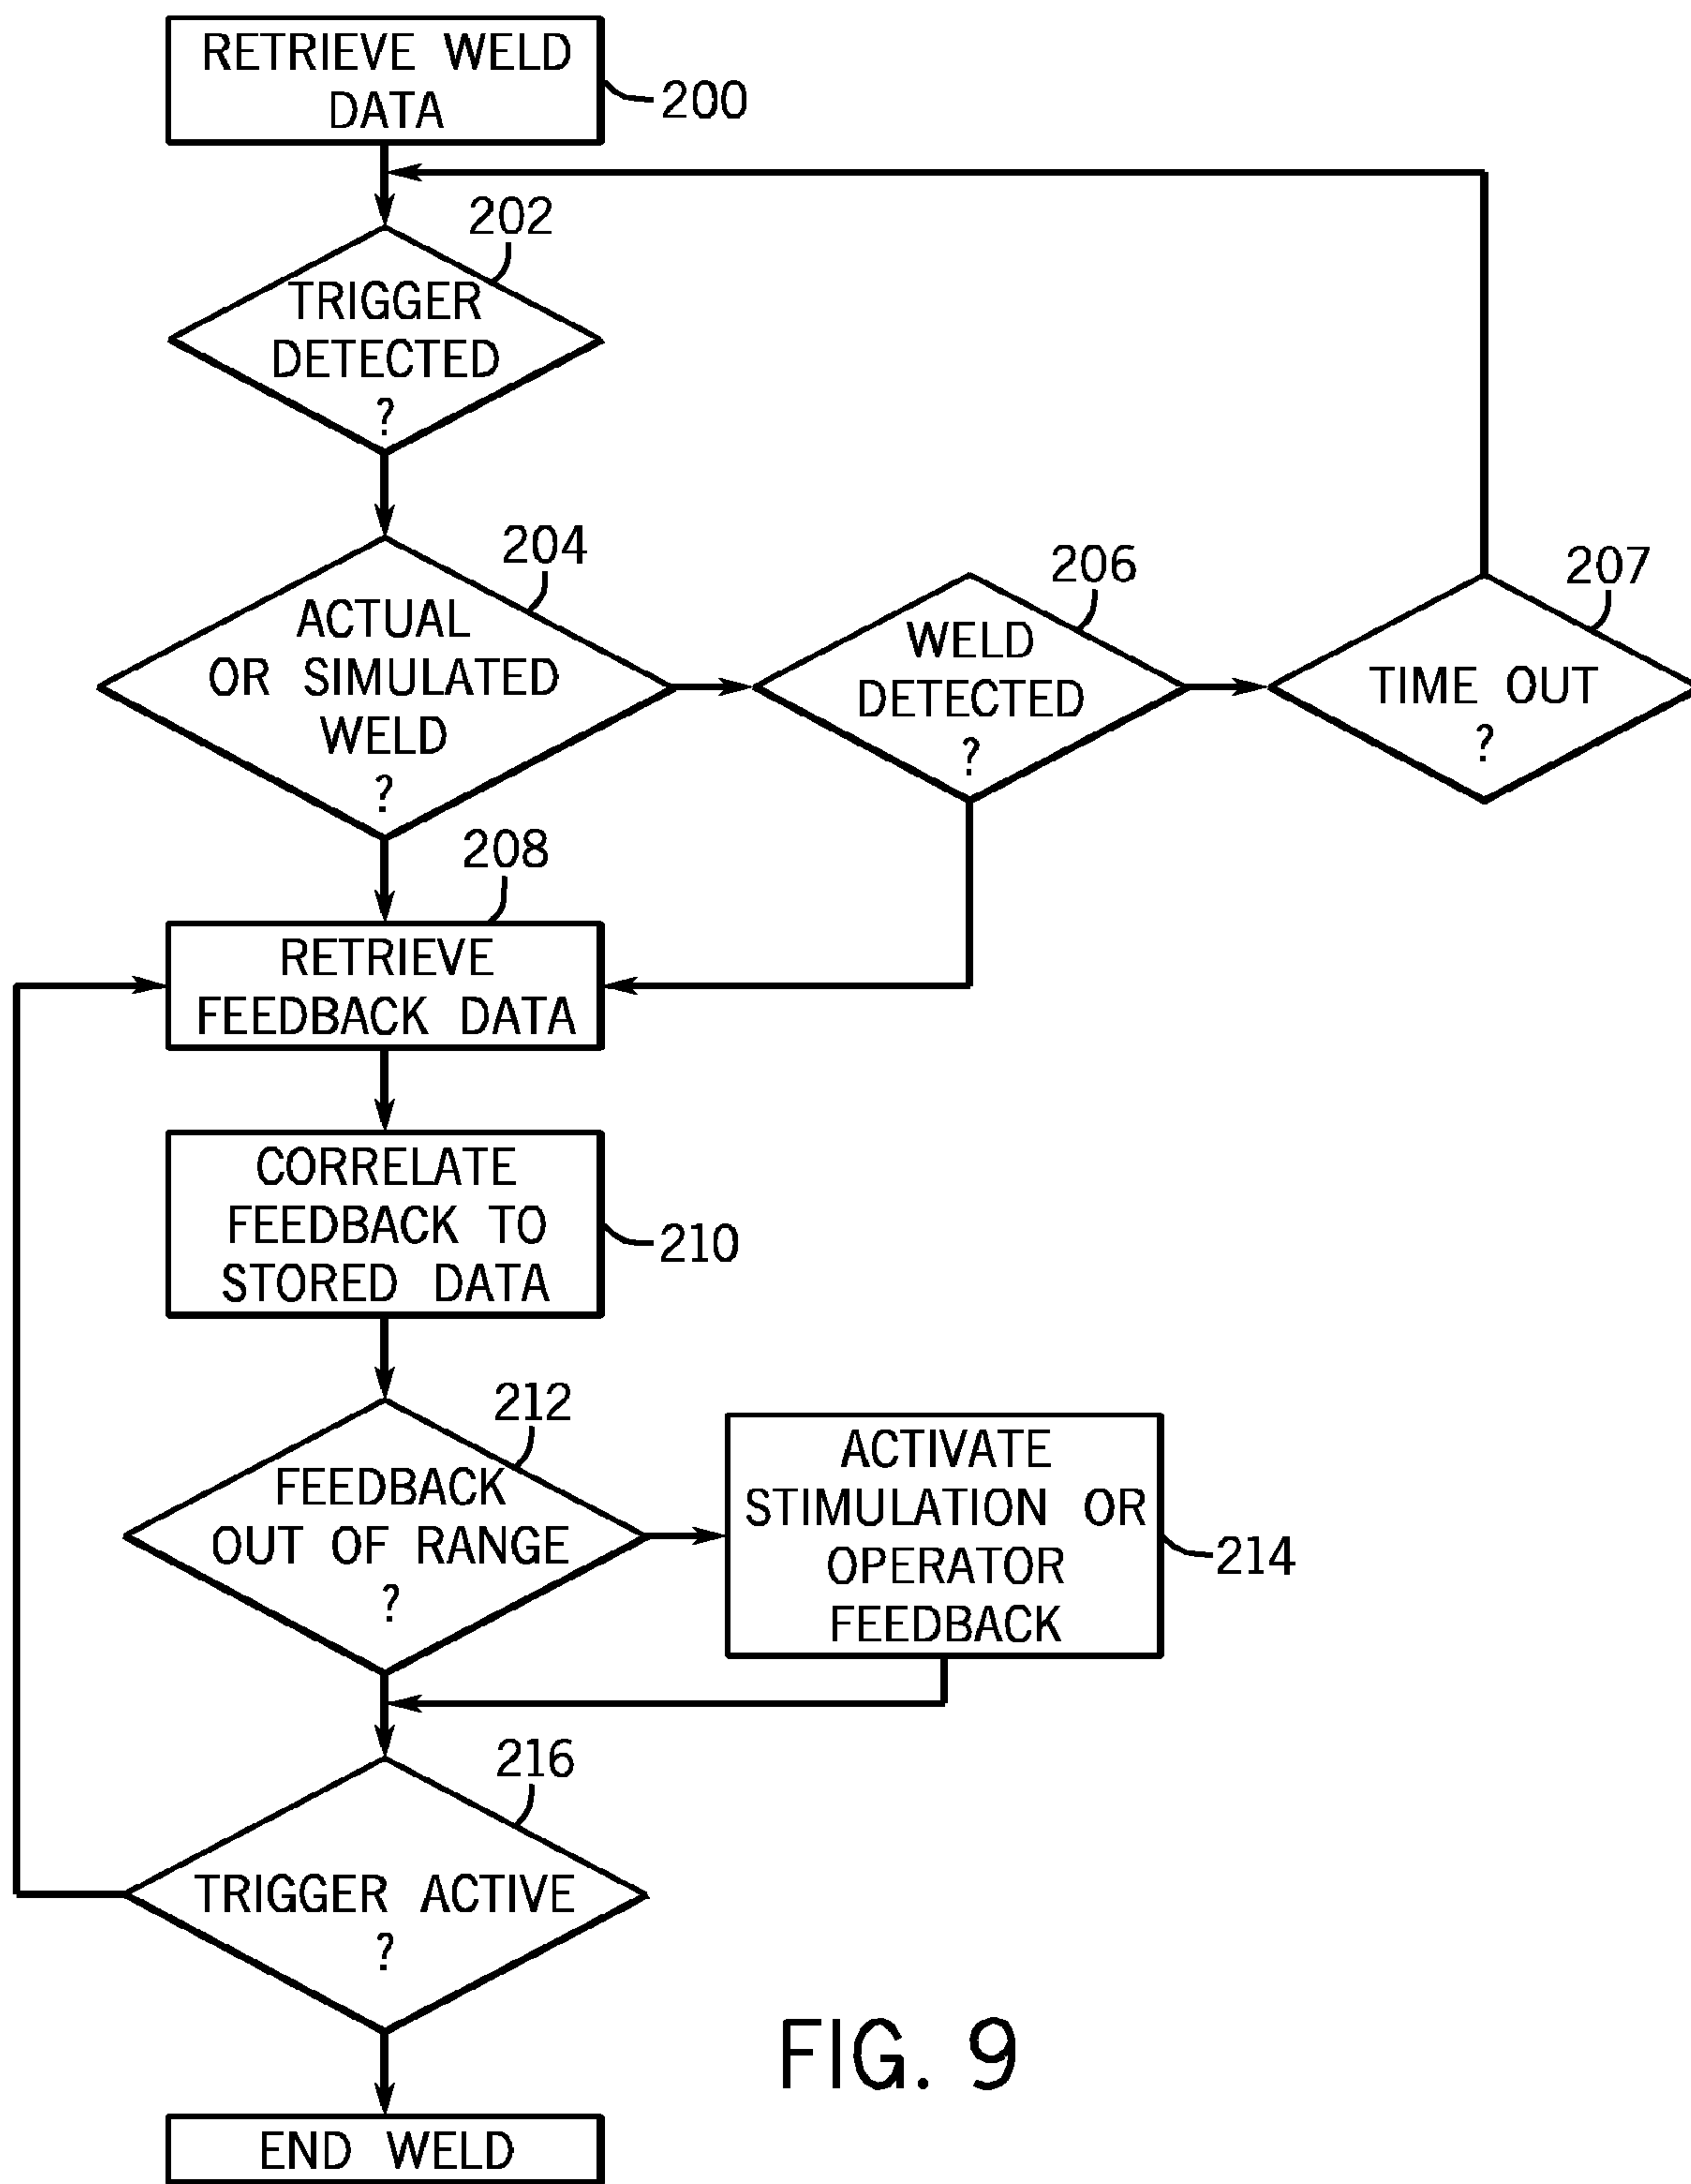 RETRIEVE WELD
DATA
200
202
TRIGGER
DETECTED
?
204
ACTUAL
OR SIMULATED
WELD
?
206
WELD
DETECTED
?
207
TIME OUT
?
208
RETRIEVE
FEEDBACK DATA
CORRELATE
FEEDBACK TO
STORED DATA
210
212
FEEDBACK
OUT OF RANGE
?
ACTIVATE
STIMULATION OR
OPERATOR
FEEDBACK
214
216
TRIGGER ACTIVE
?
END WELD
FIG. 9